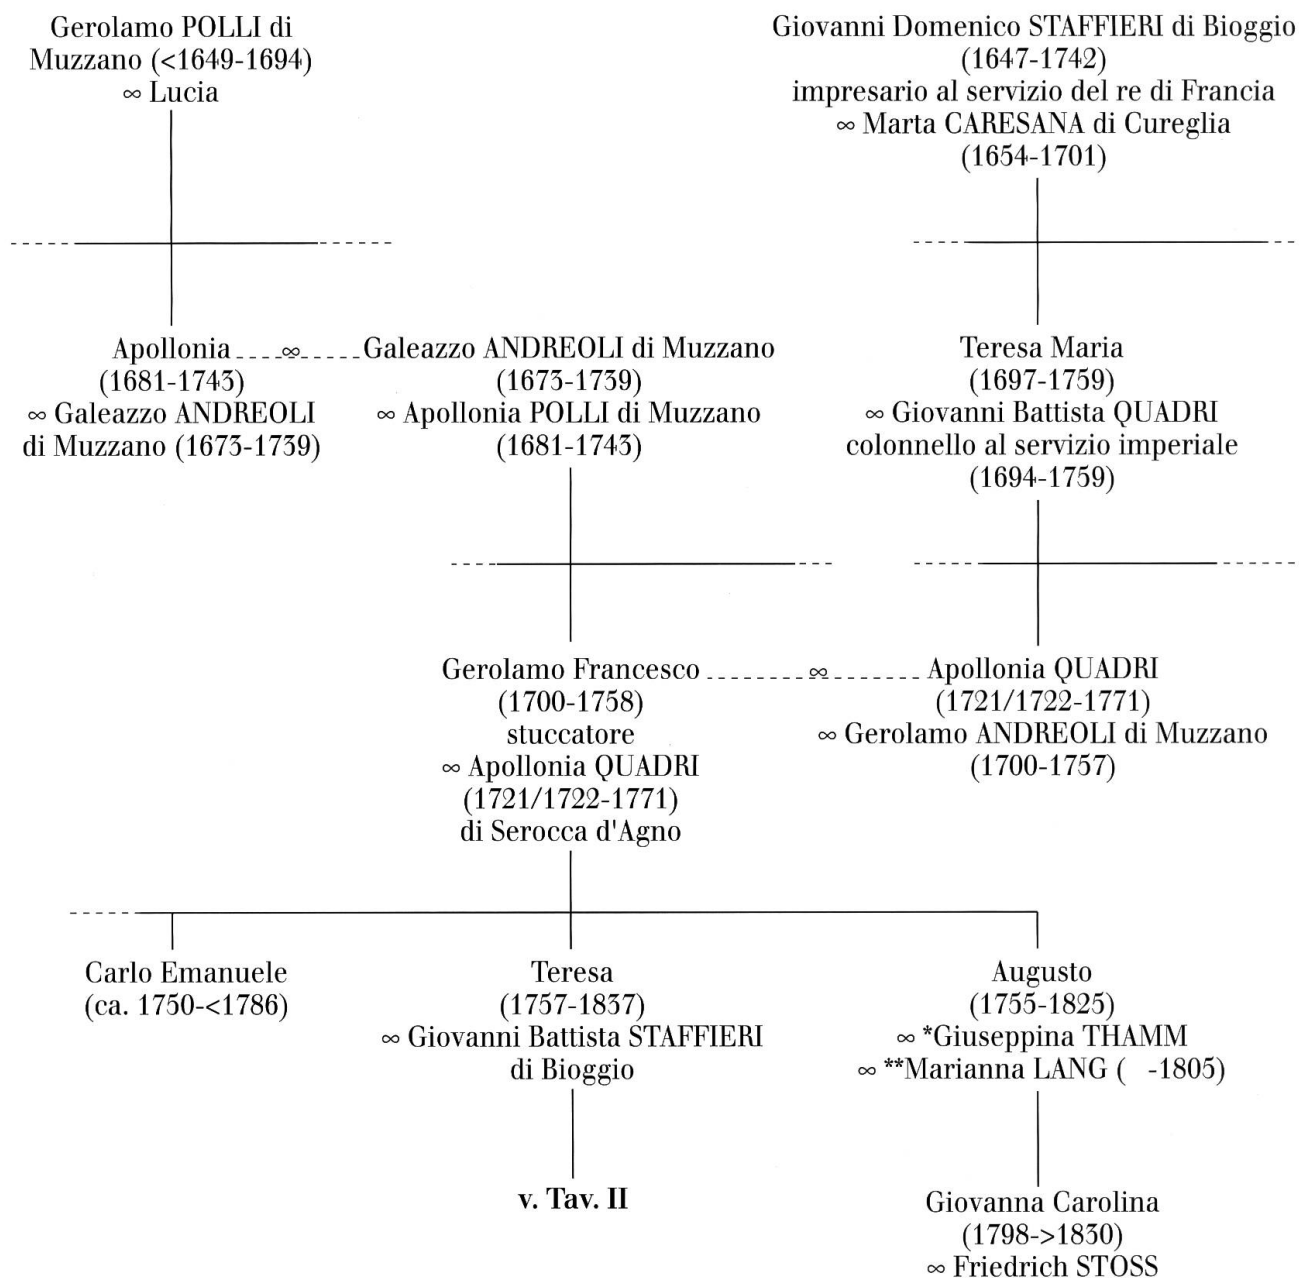 Gerolamo POLLI di
Muzzano (<1649-1694)
∞ Lucia
Giovanni Domenico STAFFIERI di Bioggio
(1647-1742)
impresario al servizio del re di Francia
∞ Marta CARESANA di Cureglia
(1654-1701)
Apollonia
(1681-1743)
∞ Galeazzo ANDREOLI
di Muzzano (1673-1739)
∞
Galeazzo ANDREOLI di Muzzano
(1673-1739)
∞ Apollonia POLLI di Muzzano
(1681-1743)
Teresa Maria
(1697-1759)
∞ Giovanni Battista QUADRI
colonnello al servizio imperiale
(1694-1759)
Gerolamo Francesco
(1700-1758)
stuccatore
∞ Apollonia QUADRI
(1721/1722-1771)
di Serocca d'Agno
∞
Apollonia QUADRI
(1721/1722-1771)
∞ Gerolamo ANDREOLI di Muzzano
(1700-1757)
Carlo Emanuele
(ca. 1750-<1786)
Teresa
(1757-1837)
∞ Giovanni Battista STAFFIERI
di Bioggio
v. Tav. II
Augusto
(1755-1825)
∞ *Giuseppina THAMM
∞ **Marianna LANG (   -1805)
Giovanna Carolina
(1798->1830)
∞ Friedrich STOSS